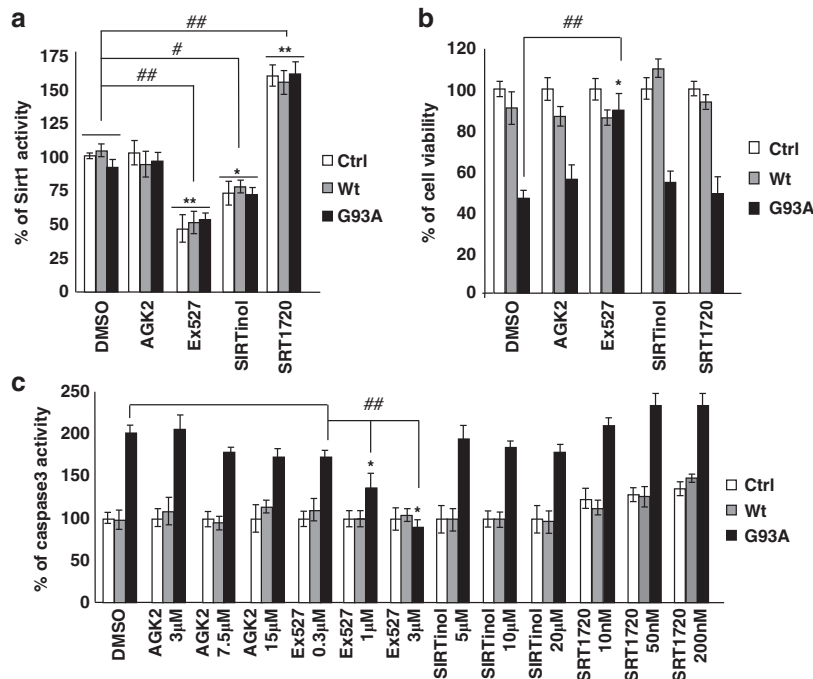 a
##
#
##
**
**
*
% of Sirt1 activity
175
150
125
100
75
50
25
0
DMSO
AGK2
Ex527
SIRTinol
SRT1720
Ctrl
Wt
G93A
b
##
*
% of cell viability
120
100
80
60
40
20
0
DMSO
AGK2
Ex527
SIRTinol
SRT1720
Ctrl
Wt
G93A
c
##
*
*
% of caspase3 activity
250
200
150
100
50
0
DMSO
AGK2
3µM
AGK2
7.5µM
AGK2
15µM
Ex527
0.3µM
Ex527
1µM
Ex527
3µM
SIRTinol
5µM
SIRTinol
10µM
SIRTinol
20µM
SRT1720
10nM
SRT1720
50nM
SRT1720
200nM
Ctrl
Wt
G93A